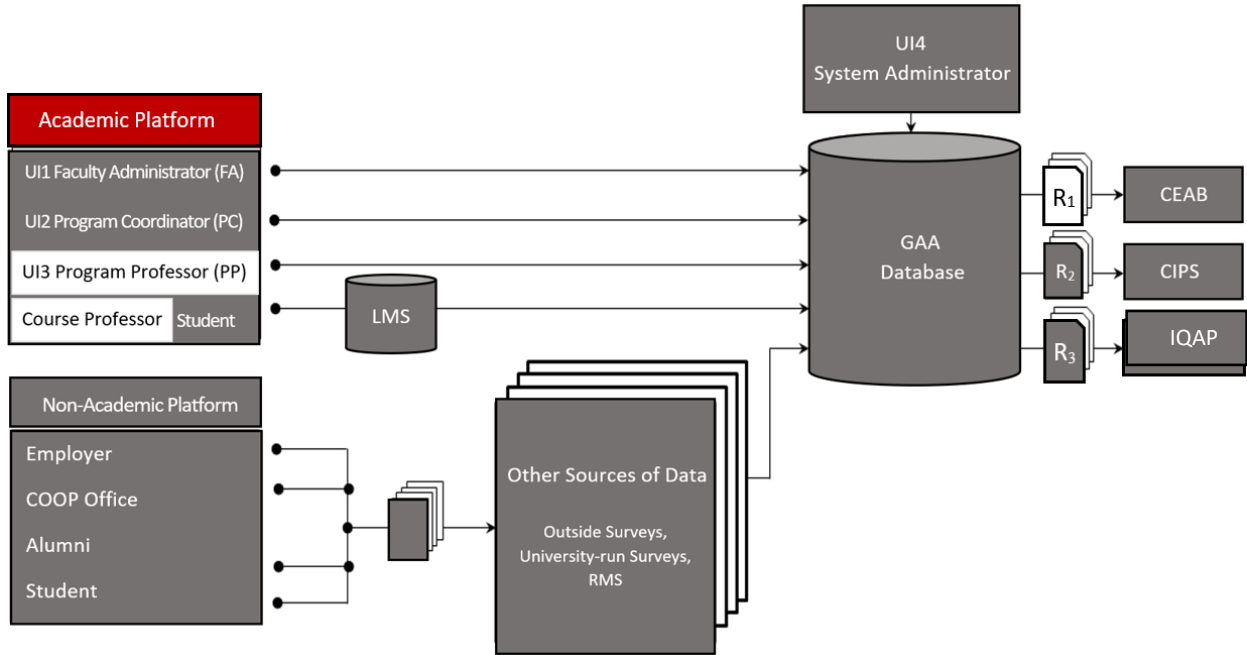 UI4
System Administrator
Academic Platform
UI1 Faculty Administrator (FA)
UI2 Program Coordinator (PC)
UI3 Program Professor (PP)
Course Professor Student
LMS
GAA
Database
R1
CEAB
R2
CIPS
R3
IQAP
Non-Academic Platform
Employer
COOP Office
Alumni
Student
Other Sources of Data
Outside Surveys,
University-run Surveys,
RMS